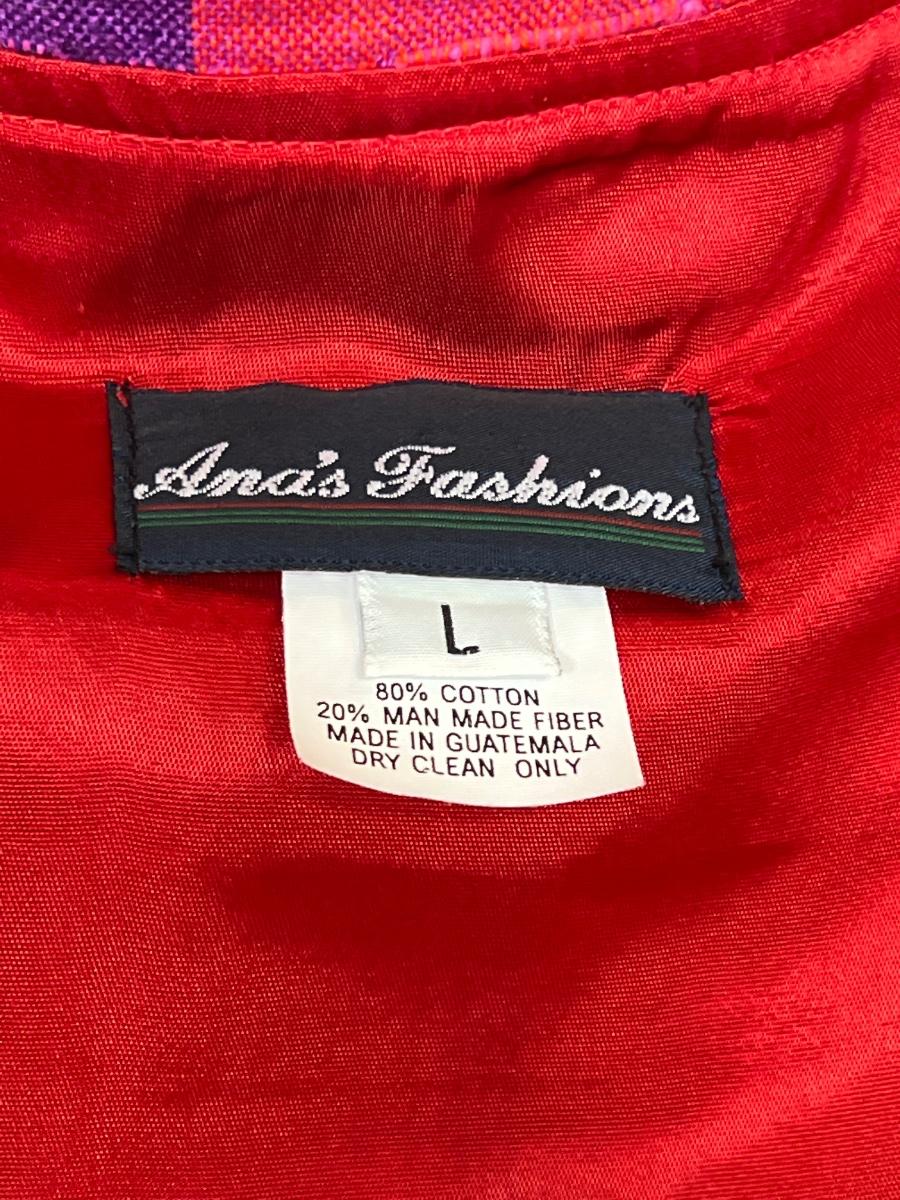 Ana's Fashions
L
80% COTTON
20% MAN MADE FIBER
MADE IN GUATEMALA
DRY CLEAN ONLY